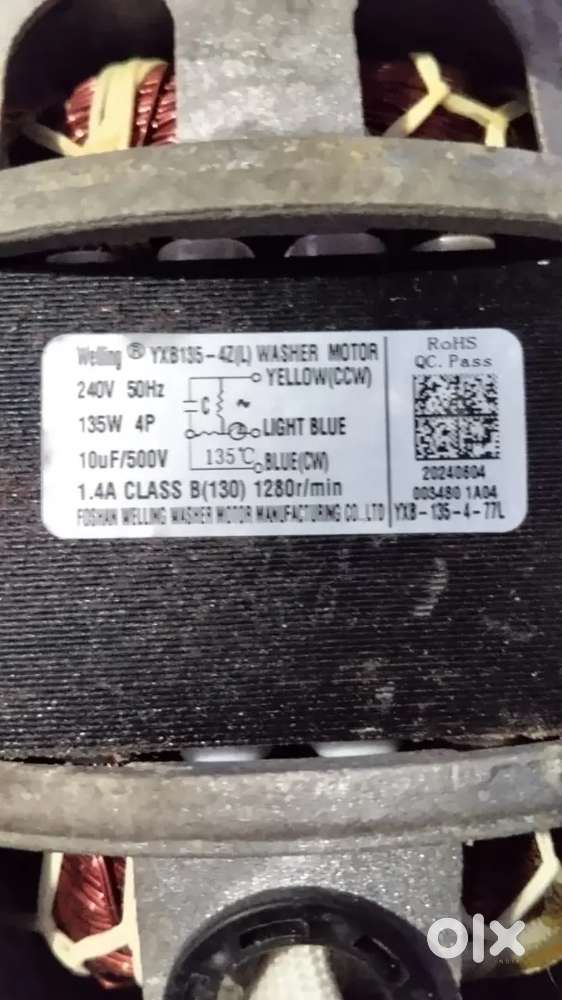 Welling ® YXB135-4Z(L) WASHER MOTOR
240V 50Hz
135W 4P
10uF/500V
C
~
YELLOW(CCW)
LIGHT BLUE
135℃
BLUE(CW)
1.4A CLASS B(130) 1280r/min
FOSHAN WELLING WASHER MOTOR MANUFACTURING CO.,LTD
RoHS
QC. Pass
20240804
003480 1A04
YXB-135-4-77L
olx
INDIA